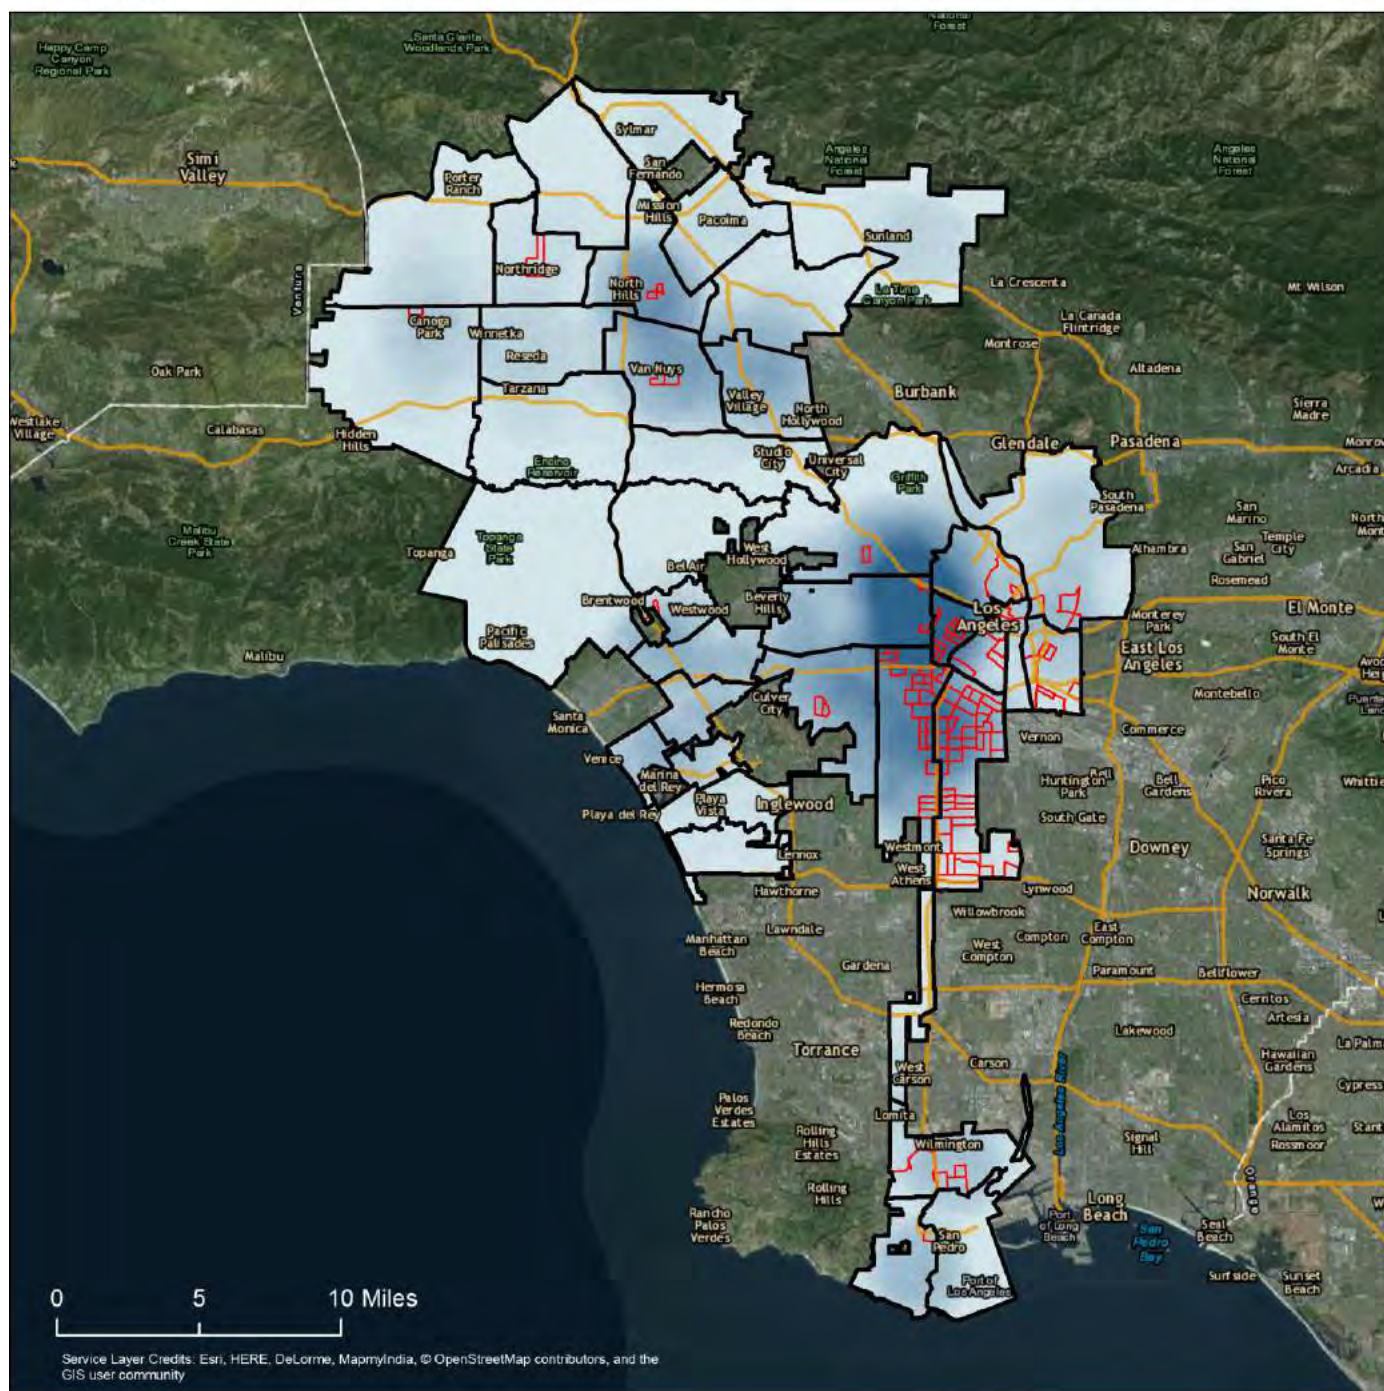 National
Forest
Happy Camp
Canyon
Regional Park
Santa Clarita
Woodlands Park
Sylmar
Simi
Valley
San
Fernando
Angeles
National
Forest
Angeles
National
Forest
Porter
Ranch
Mission
Hills
Pacoima
Sunland
Northridge
North
Hills
La Tuna
Canyon Park
La Crescenta
Mt Wilson
Ventura
Canoga
Park
Winnetka
La Canada
Flintridge
Reseda
Montrose
Oak Park
Van Nuys
Altadena
Tarzana
Valley
Village
Burbank
North
Hollywood
Sierra
Madre
Westlake
Village
Calabasas
Hidden
Hills
Glendale
Pasadena
Monrov
Arcadia
Studio
City
Universal
City
Encino
Reservoir
Griffith
Park
South
Pasadena
San
Marino
North
Mont
Malibu
Creek State
Park
Topanga
Topanga
State
Park
West
Hollywood
Bel Air
Alhambra
San
Gabriel
Temple
City
Rosemead
Brentwood
Westwood
Beverly
Hills
Los
Angeles
El Monte
Monterey
Park
Pacific
Palisades
Malibu
East Los
Angeles
South El
Monte
Montebello
Culver
City
Santa
Monica
Vernon
Commerce
Venice
Marina
del Rey
Huntington
Park
Bell
Bell
Gardens
Pico
Rivera
Whittie
Playa
Vista
Playa del Rey
Inglewood
South Gate
Downey
Santa Fe
Springs
Lennox
Westmont
West
Athens
Hawthorne
Lynwood
Norwalk
Willowbrook
Lawndale
Manhattan
Beach
West
Compton
Compton
East
Compton
Gardena
Paramount
Bellflower
Hermosa
Beach
Cerritos
Artesia
Redondo
Beach
Lakewood
La Palm
Torrance
West
Carson
Carson
Hawaiian
Gardens
Cypress
Los Angeles River
Palos
Verdes
Estates
Lomita
Los
Alamitos
Rossmoor
Stant
Rolling
Hills
Estates
Wilmington
Signal
Hill
Orange
Rolling
Hills
Long
Beach
Rancho
Palos
Verdes
San
Pedro
Port
of Long
Beach
San
Pedro
Bay
Seal
Beach
Port of
Los Angeles
Surfside
Sunset
Beach
0 5 10 Miles
Service Layer Credits: Esri, HERE, DeLorme, MapmyIndia, © OpenStreetMap contributors, and the
GIS user community